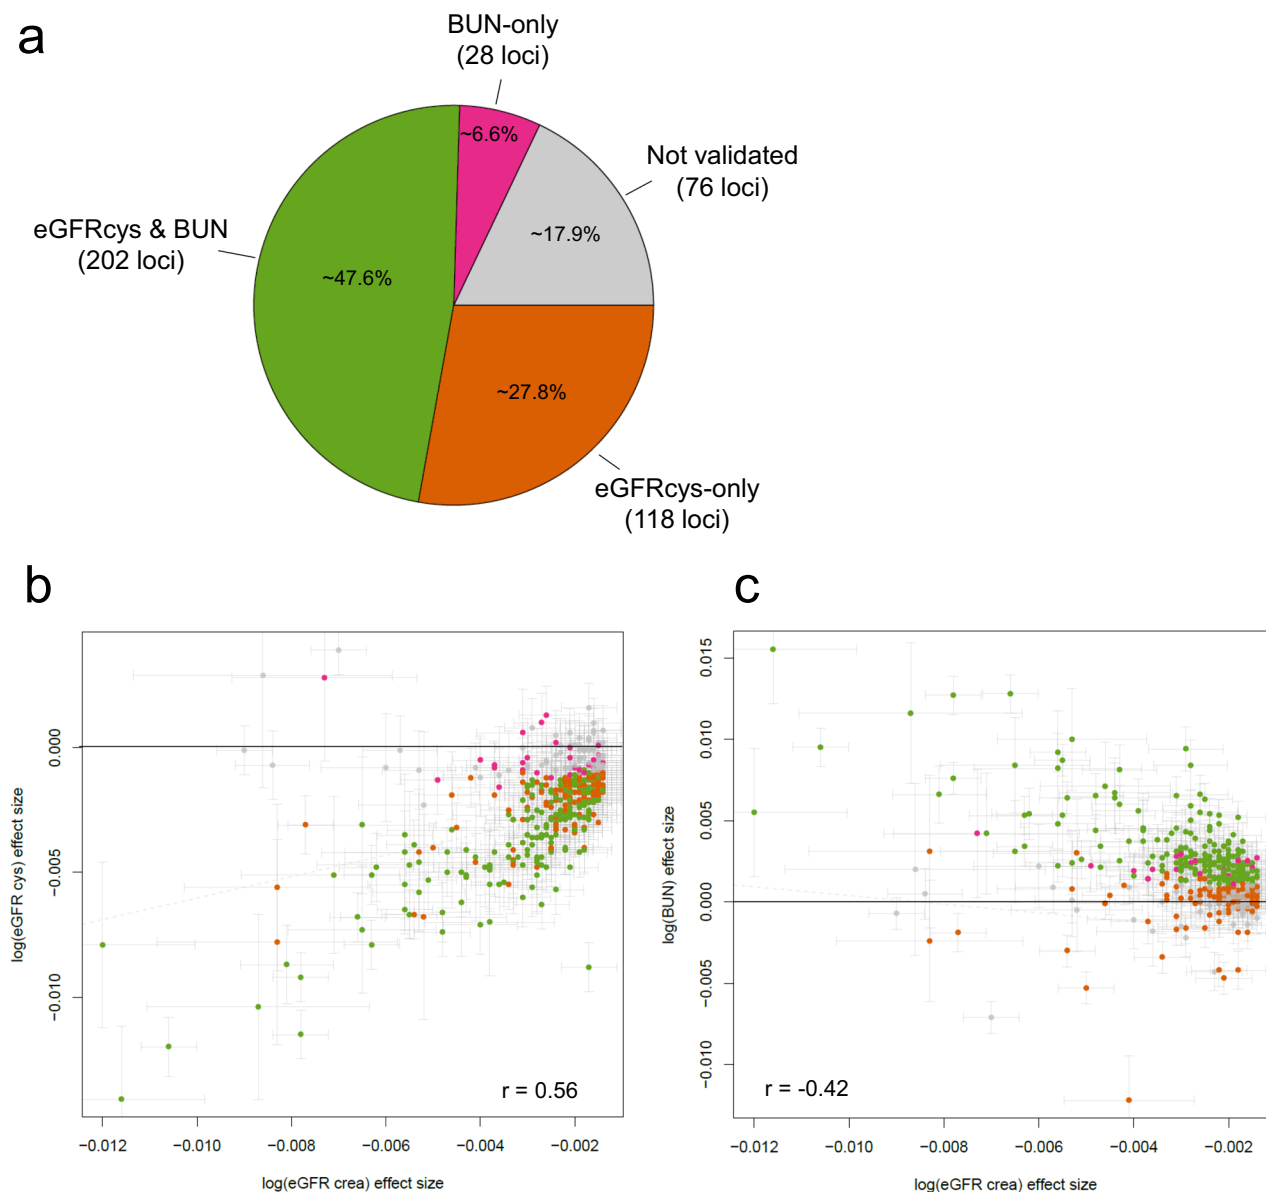 a
BUN-only
(28 loci)
~6.6%
Not validated
(76 loci)
~17.9%
eGFRcys & BUN
(202 loci)
~47.6%
~27.8%
eGFRcys-only
(118 loci)
b
0.000
−0.005
−0.010
log(eGFR cys) effect size
r = 0.56
−0.012
−0.010
−0.008
−0.006
−0.004
−0.002
log(eGFR crea) effect size
c
0.015
0.010
0.005
0.000
−0.005
−0.010
log(BUN) effect size
r = -0.42
−0.012
−0.010
−0.008
−0.006
−0.004
−0.002
log(eGFR crea) effect size